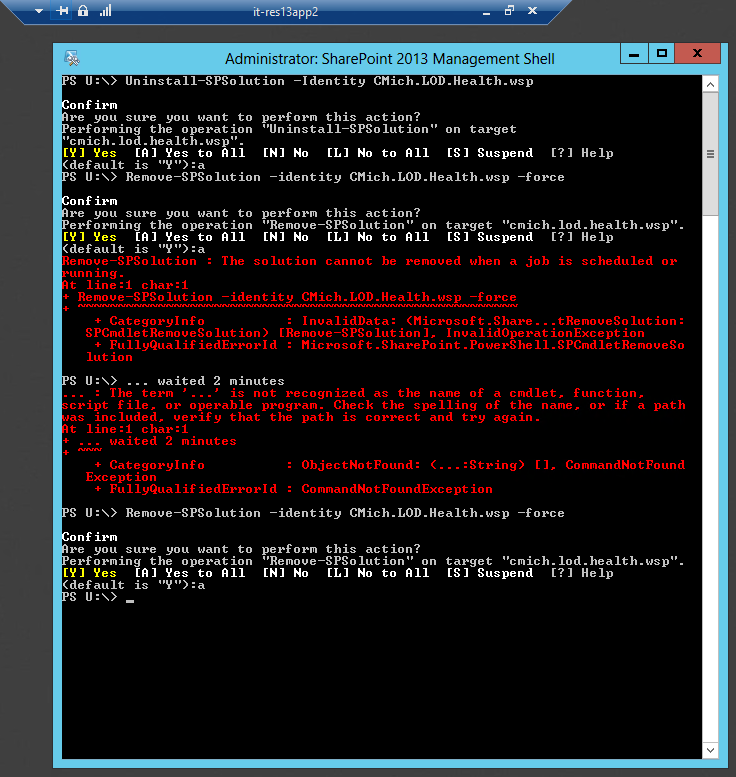 it-res13app2
Administrator: SharePoint 2013 Management Shell
PS U:\> Uninstall-SPSolution -Identity CMich.LOD.Health.wsp
Confirm
Are you sure you want to perform this action?
Performing the operation "Uninstall-SPSolution" on target
"cmich.lod.health.wsp".
[Y] Yes  [A] Yes to All  [N] No  [L] No to All  [S] Suspend  [?] Help
(default is "Y"):a
PS U:\> Remove-SPSolution -identity CMich.LOD.Health.wsp -force
Confirm
Are you sure you want to perform this action?
Performing the operation "Remove-SPSolution" on target "cmich.lod.health.wsp".
[Y] Yes  [A] Yes to All  [N] No  [L] No to All  [S] Suspend  [?] Help
(default is "Y"):a
Remove-SPSolution : The solution cannot be removed when a job is scheduled or
running.
At line:1 char:1
+ Remove-SPSolution -identity CMich.LOD.Health.wsp -force
+ ~~~~~~~~~~~~~~~~~~~~~~~~~~~~~~~~~~~~~~~~~~~~~~~~~~~~~~~
    + CategoryInfo          : InvalidData: (Microsoft.Share...tRemoveSolution:
   SPCmdletRemoveSolution) [Remove-SPSolution], InvalidOperationException
    + FullyQualifiedErrorId : Microsoft.SharePoint.PowerShell.SPCmdletRemoveSo
   lution
PS U:\> ... waited 2 minutes
... : The term '...' is not recognized as the name of a cmdlet, function,
script file, or operable program. Check the spelling of the name, or if a path
was included, verify that the path is correct and try again.
At line:1 char:1
+ ... waited 2 minutes
+ ~~~
    + CategoryInfo          : ObjectNotFound: (...:String) [], CommandNotFound
   Exception
    + FullyQualifiedErrorId : CommandNotFoundException
PS U:\> Remove-SPSolution -identity CMich.LOD.Health.wsp -force
Confirm
Are you sure you want to perform this action?
Performing the operation "Remove-SPSolution" on target "cmich.lod.health.wsp".
[Y] Yes  [A] Yes to All  [N] No  [L] No to All  [S] Suspend  [?] Help
(default is "Y"):a
PS U:\> _